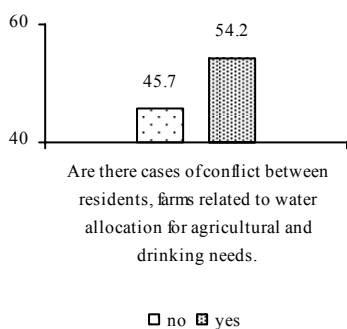 60
54.2
45.7
40
Are there cases of conflict between
residents, farms related to water
allocation for agricultural and
drinking needs.
no yes